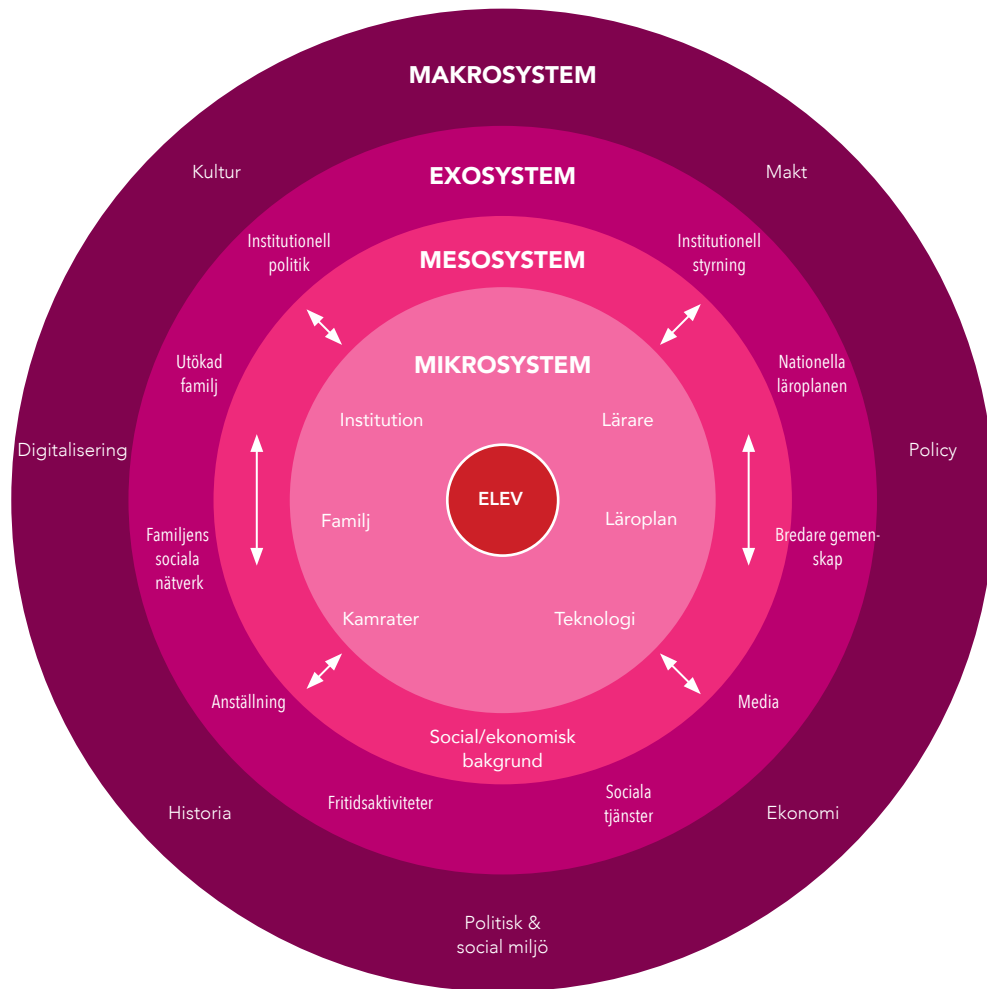 MAKROSYSTEM
Kultur
Makt
EXOSYSTEM
Institutionell
politik
Institutionell
styrning
MESOSYSTEM
Utökad
familj
Nationella
läroplanen
MIKROSYSTEM
Institution
Lärare
Digitalisering
Policy
ELEV
Familj
Läroplan
Familjens
sociala
nätverk
Bredare gemen-
skap
Kamrater
Teknologi
Anställning
Media
Social/ekonomisk
bakgrund
Fritidsaktiviteter
Sociala
tjänster
Historia
Ekonomi
Politisk &
social miljö